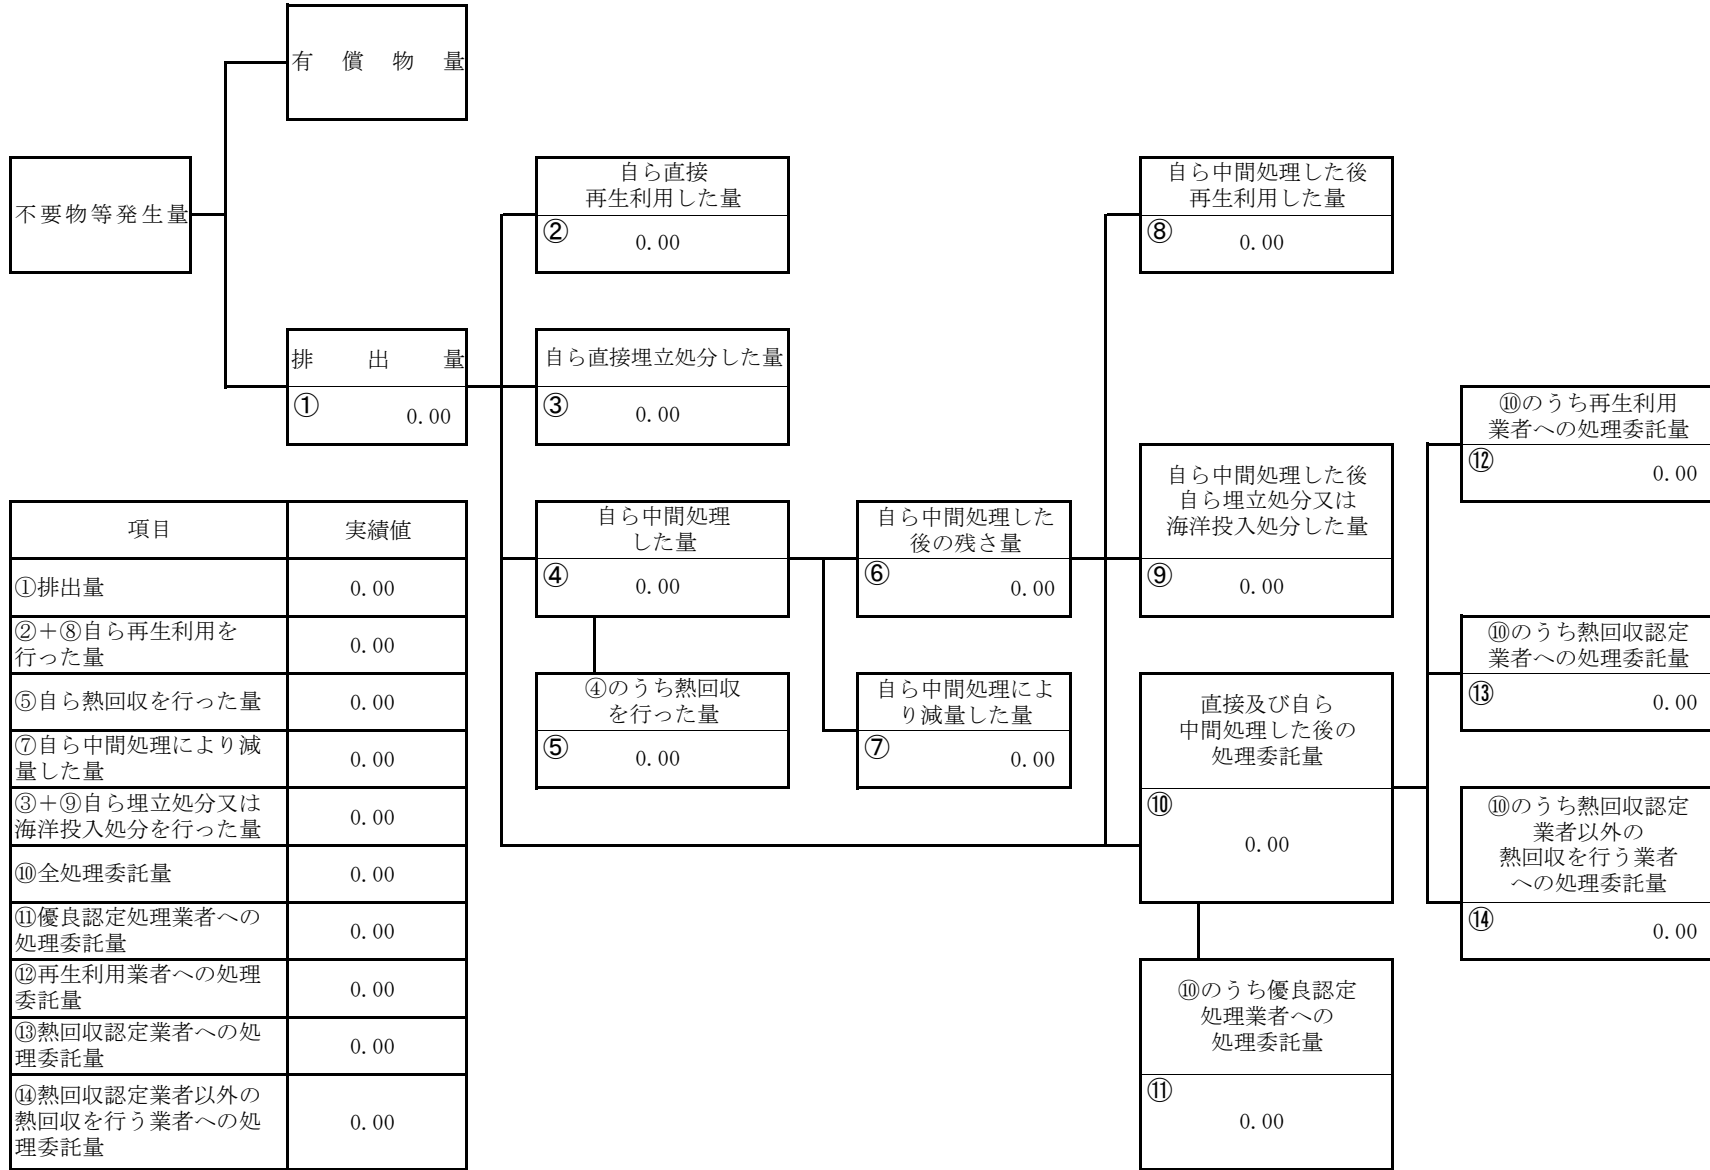 有償物量
不要物等発生量
自ら直接
再生利用した量
② 0.00
自ら中間処理した後
再生利用した量
⑧ 0.00
排出量
① 0.00
自ら直接埋立処分した量
③ 0.00
⑩のうち再生利用
業者への処理委託量
⑫ 0.00
自ら中間処理
した量
④ 0.00
自ら中間処理した
後の残さ量
⑥ 0.00
自ら中間処理した後
自ら埋立処分又は
海洋投入処分した量
⑨ 0.00
⑩のうち熱回収認定
業者への処理委託量
⑬ 0.00
④のうち熱回収
を行った量
⑤ 0.00
自ら中間処理によ
り減量した量
⑦ 0.00
直接及び自ら
中間処理した後の
処理委託量
⑩ 0.00
⑩のうち熱回収認定
業者以外の
熱回収を行う業者
への処理委託量
⑭ 0.00
⑩のうち優良認定
処理業者への
処理委託量
⑪ 0.00
項目 実績値
①排出量 0.00
②＋⑧自ら再生利用を
行った量 0.00
⑤自ら熱回収を行った量 0.00
⑦自ら中間処理により減
量した量 0.00
③＋⑨自ら埋立処分又は
海洋投入処分を行った量 0.00
⑩全処理委託量 0.00
⑪優良認定処理業者への
処理委託量 0.00
⑫再生利用業者への処理
委託量 0.00
⑬熱回収認定業者への処
理委託量 0.00
⑭熱回収認定業者以外の
熱回収を行う業者への処
理委託量 0.00